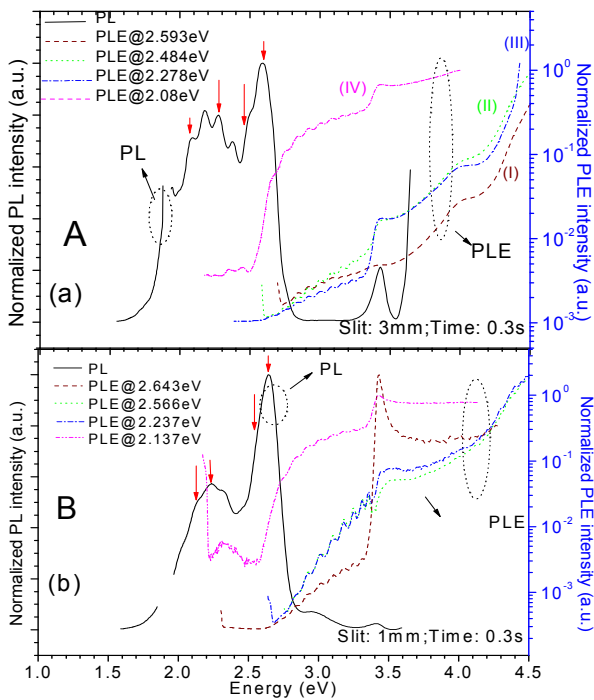 PL
PLE@2.593eV
PLE@2.484eV
PLE@2.278eV
PLE@2.08eV
(III)
(IV)
(II)
(I)
PL
PLE
A
(a)
Slit: 3mm;Time: 0.3s
Normalized PL intensity (a.u.)
10^0
10^-1
10^-2
10^-3
Normalized PLE intensity (a.u.)
PL
PLE@2.643eV
PLE@2.566eV
PLE@2.237eV
PLE@2.137eV
PL
PLE
B
(b)
Slit: 1mm;Time: 0.3s
Normalized PL intensity (a.u.)
10^0
10^-1
10^-2
10^-3
Normalized PLE intensity (a.u.)
1.0 1.5 2.0 2.5 3.0 3.5 4.0 4.5
Energy (eV)